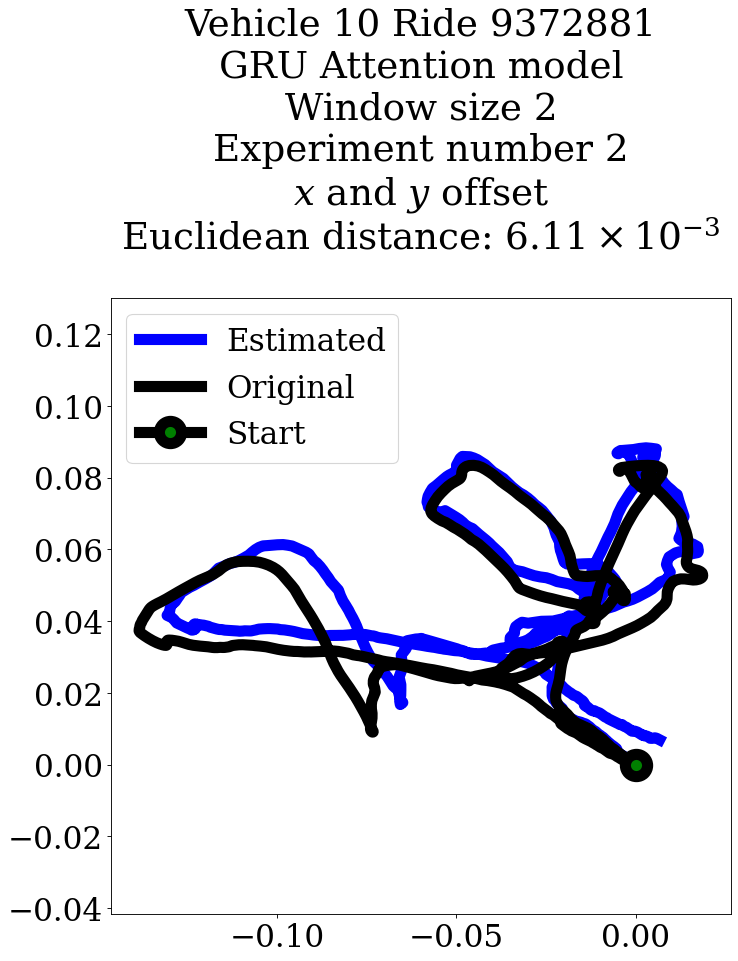 Vehicle 10 Ride 9372881
GRU Attention model
Window size 2
Experiment number 2
x and y offset
Euclidean distance: 6.11 × 10⁻³
Estimated
Original
Start
0.12
0.10
0.08
0.06
0.04
0.02
0.00
−0.02
−0.04
−0.10
−0.05
0.00